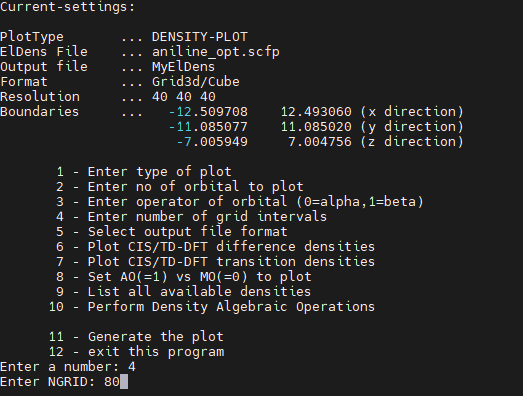 Current-settings:
PlotType ... DENSITY-PLOT
ElDens File ... aniline_opt.scfp
Output file ... MyElDens
Format ... Grid3d/Cube
Resolution ... 40 40 40
Boundaries ... -12.509708 12.493060 (x direction)
-11.085077 11.085020 (y direction)
-7.005949 7.004756 (z direction)
1 - Enter type of plot
2 - Enter no of orbital to plot
3 - Enter operator of orbital (0=alpha,1=beta)
4 - Enter number of grid intervals
5 - Select output file format
6 - Plot CIS/TD-DFT difference densities
7 - Plot CIS/TD-DFT transition densities
8 - Set AO(=1) vs MO(=0) to plot
9 - List all available densities
10 - Perform Density Algebraic Operations
11 - Generate the plot
12 - exit this program
Enter a number: 4
Enter NGRID: 80